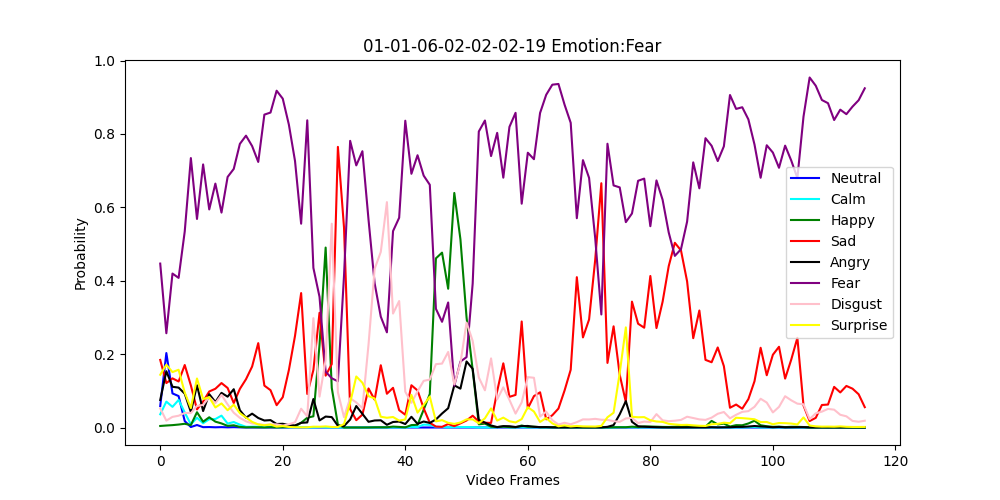 01-01-06-02-02-02-19 Emotion:Fear
1.0
0.8
0.6
0.4
0.2
0.0
Probability
0 20 40 60 80 100 120
Video Frames
Neutral
Calm
Happy
Sad
Angry
Fear
Disgust
Surprise